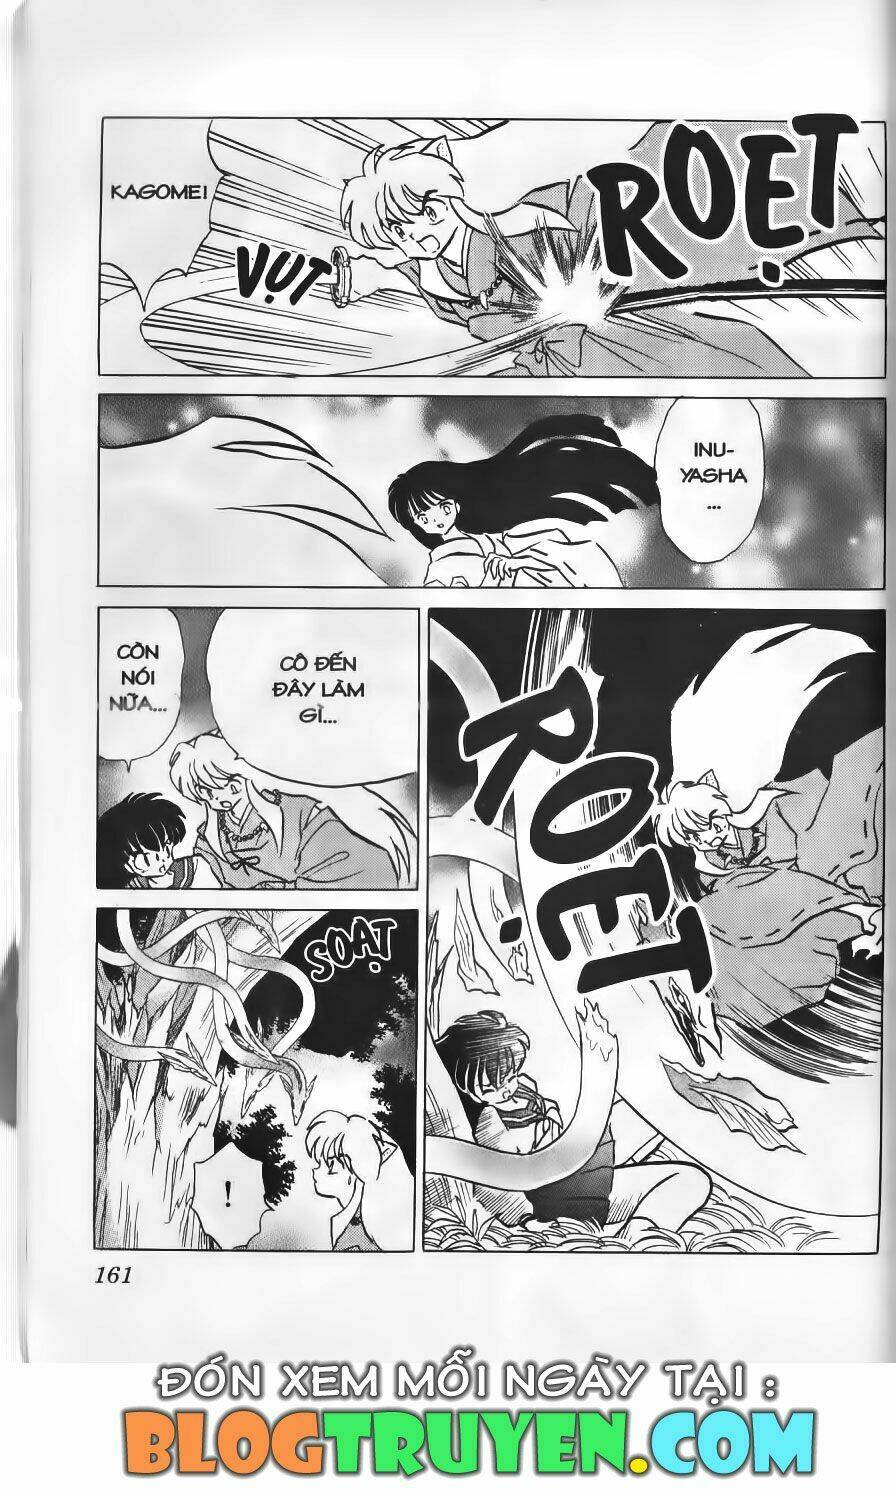 KAGOME!
VỤT
ROẸT
INU-
YASHA
...
CÒN
NÓI
NỮA...
CÔ ĐẾN
ĐÂY LÀM
GÌ...
ROẸT
SOẠT
!
161
ĐÓN XEM MỖI NGÀY TẠI :
BLOGTRUYEN.COM